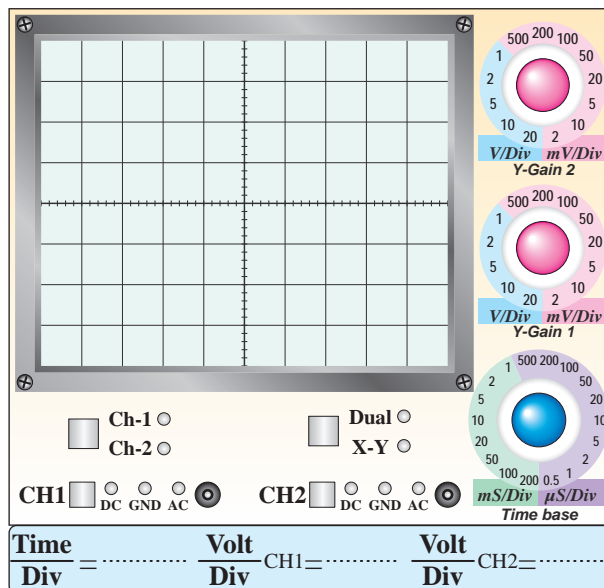 500 200 100
1 50
2 20
5 10
10 2
20
V/Div mV/Div
Y-Gain 2
500 200 100
1 50
2 20
5 10
10 2
20
V/Div mV/Div
Y-Gain 1
500 200 100
1 50
2 20
5 10
10 5
20 2
50 1
100 200 0.5
mS/Div µS/Div
Time base
Ch-1
Ch-2
Dual
X-Y
CH1 DC GND AC
CH2 DC GND AC
Time/Div = ............ Volt/Div CH1= ............ Volt/Div CH2= ............